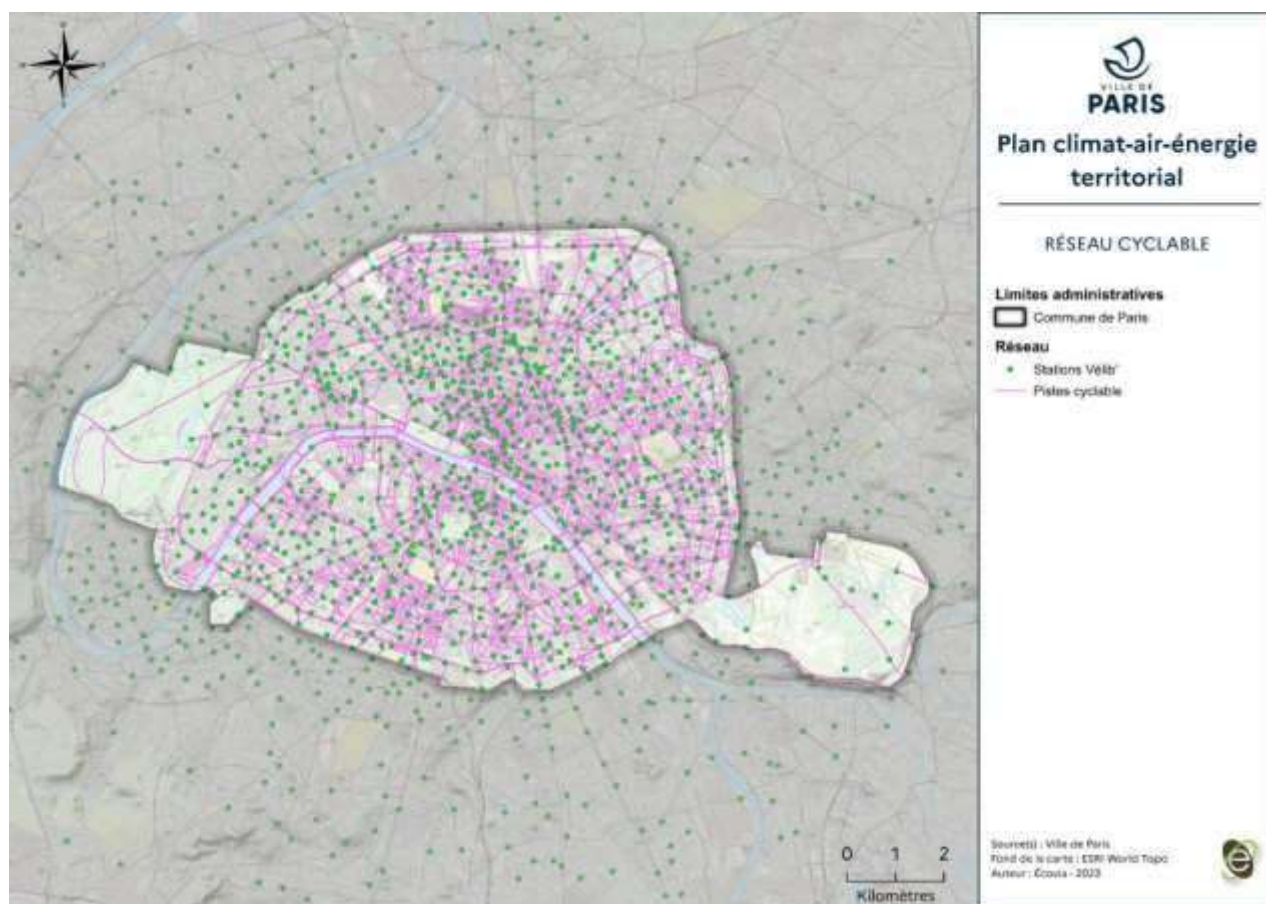 VILLE DE
PARIS
Plan climat-air-énergie
territorial
RÉSEAU CYCLABLE
Limites administratives
Commune de Paris
Réseau
Stations Vélib'
Pistes cyclable
0 1 2
Kilomètres
Source(s) : Ville de Paris
Fond de la carte : ESRI World Topo
Auteur : Écovia - 2023
e